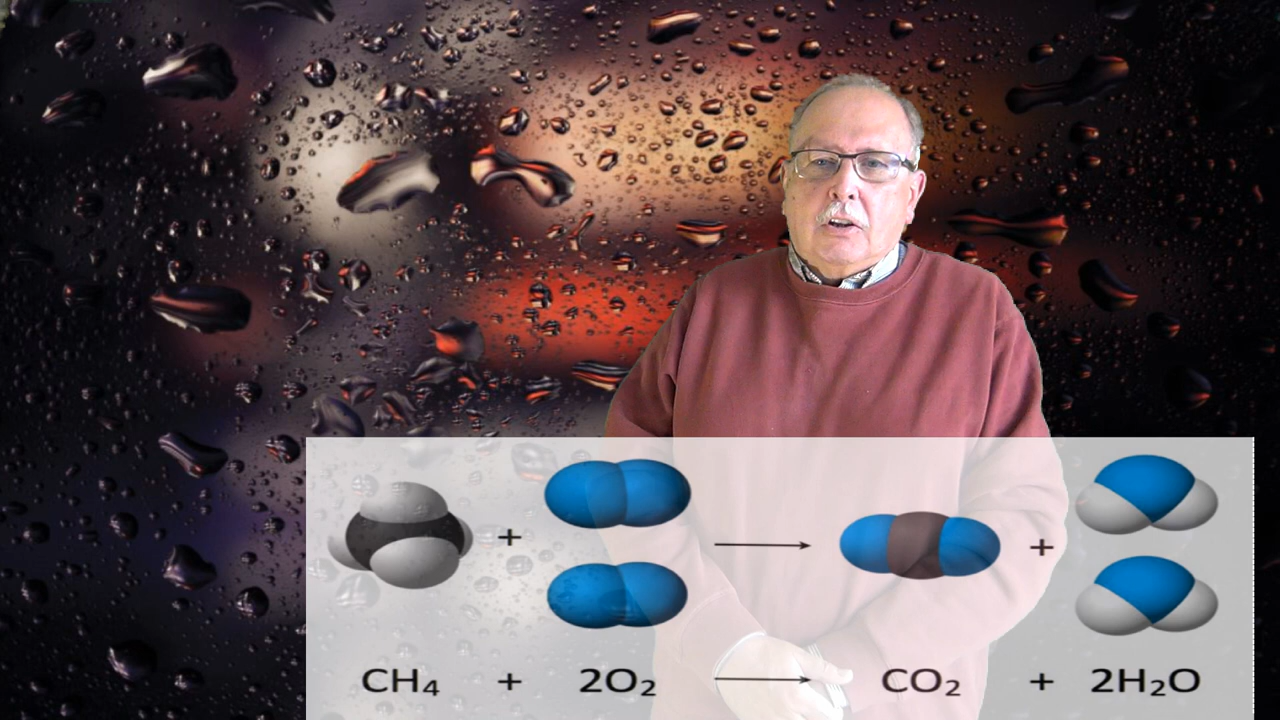 + → +
CH₄ + 2O₂ → CO₂ + 2H₂O